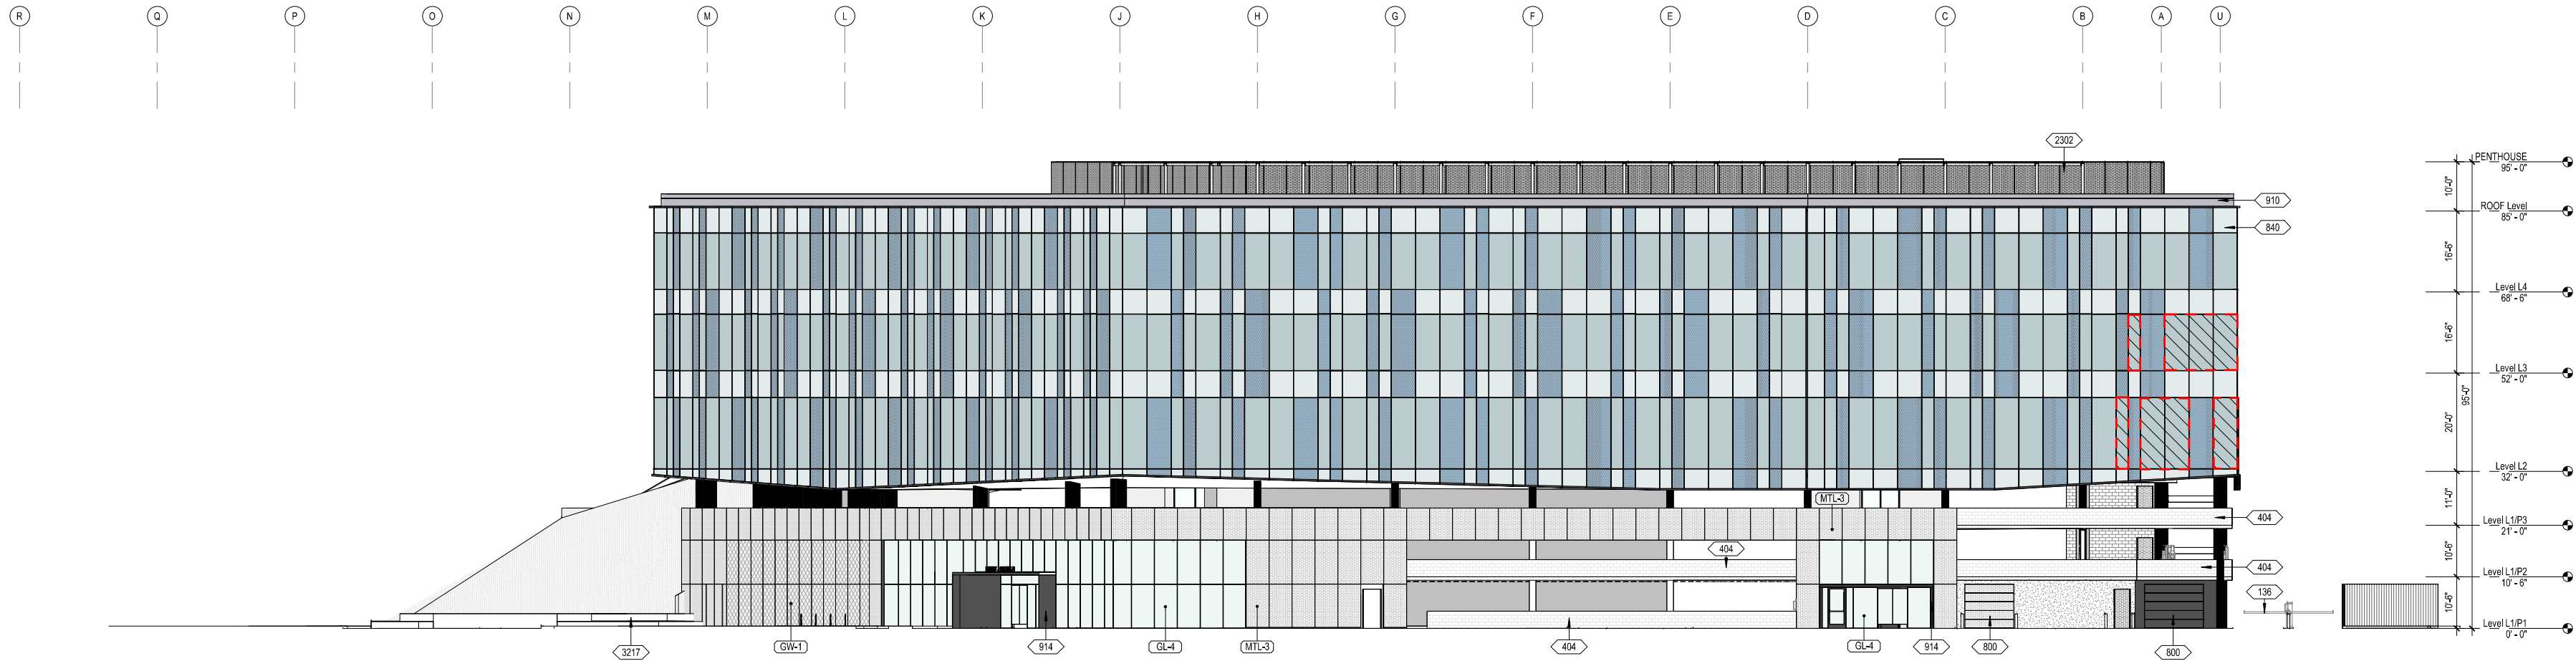 R Q P O N M L K J H G F E D C B A U
2302
PENTHOUSE
95' - 0"
10'-0"
910
ROOF Level
85' - 0"
840
16'-6"
Level L4
68' - 6"
16'-6"
Level L3
52' - 0"
95'-0"
20'-0"
Level L2
32' - 0"
MTL-3
11'-0"
404
Level L1/P3
21' - 0"
404
10'-6"
404
Level L1/P2
10' - 6"
136
10'-6"
Level L1/P1
0' - 0"
3217
GW-1
914
GL-4
MTL-3
404
GL-4
914
800
800